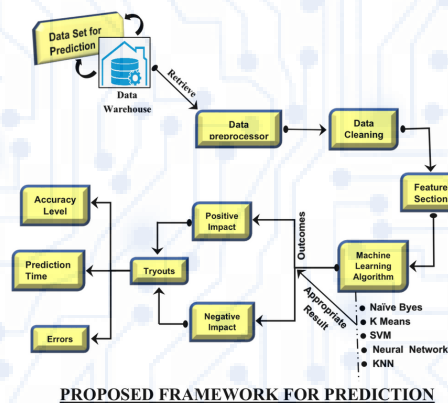 Data Set for
Prediction
Data
Warehouse
Retrieve
Data
preprocessor
Data
Cleaning
Feature
Section
Machine
Learning
Algorithm
Naïve Byes
K Means
SVM
Neural Network
KNN
Appropriate
Result
Outcomes
Positive
Impact
Negative
Impact
Tryouts
Accuracy
Level
Prediction
Time
Errors
PROPOSED FRAMEWORK FOR PREDICTION